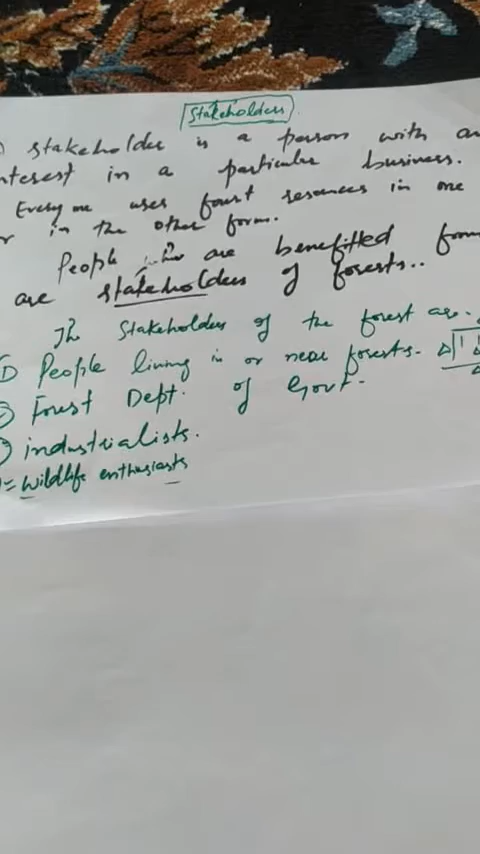 Stakeholders
stakeholder is a person with an
nterest in a particular business.
Every one uses forest resources in one
r in the other form.
People who are benefitted from
are stakeholders of forests..
The Stakeholders of the forest are.
1) People living in or near forests.
Forest Dept. of Govt.
industrialists.
= Wildlife enthusiasts